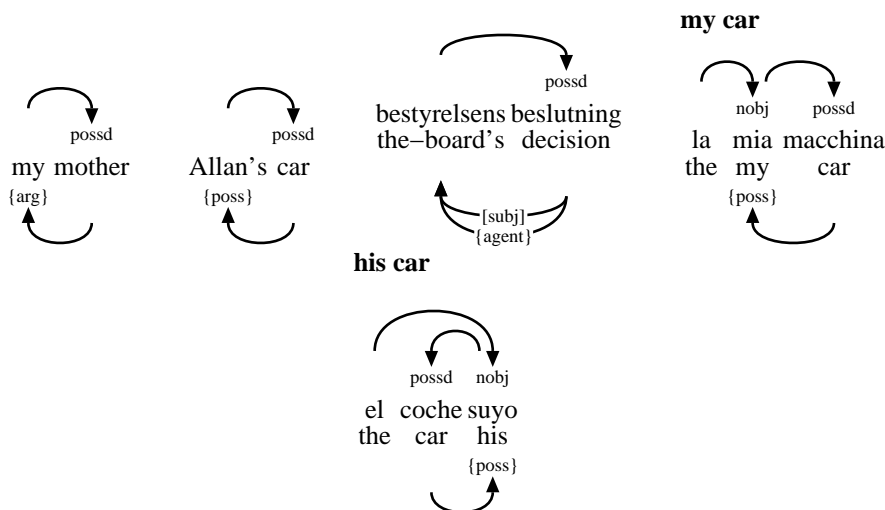 my car
possd
possd
possd
nobj possd
bestyrelsens beslutning
the−board's decision
my mother
Allan's car
la mia macchina
the my car
{arg}
{poss}
{poss}
[subj]
{agent}
his car
possd nobj
el coche suyo
the car his
{poss}